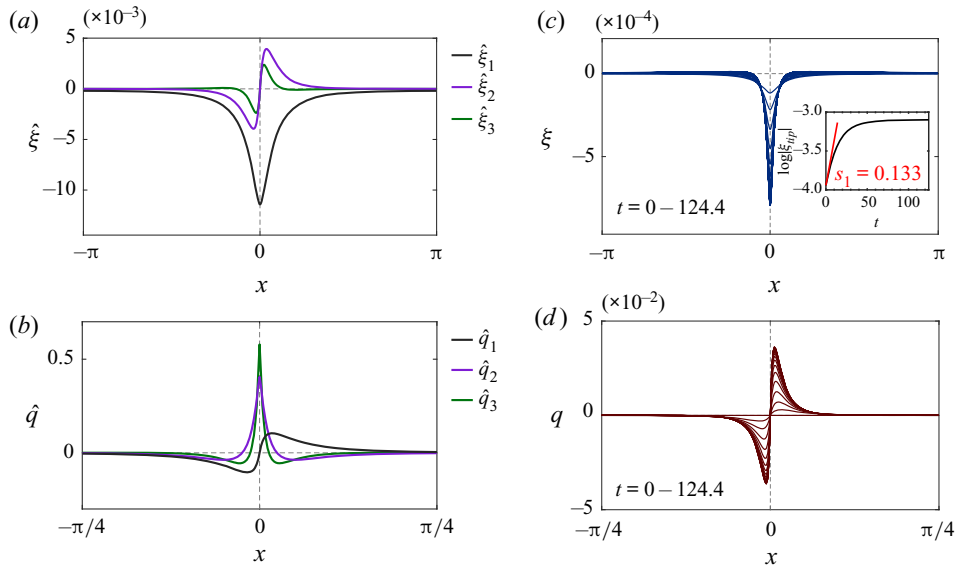 (a)
(×10⁻³)
5
0
−5
−10
ξ̂
ξ̂₁
ξ̂₂
ξ̂₃
−π
0
π
x
(b)
0.5
0
q̂
q̂₁
q̂₂
q̂₃
−π/4
0
π/4
x
(c)
(×10⁻⁴)
0
−5
ξ
t = 0 – 124.4
−3.0
−3.5
−4.0
log|ξₜᵢₚ|
s₁ = 0.133
0
50
100
t
−π
0
π
x
(×10⁻²)
(d)
5
0
−5
q
t = 0 – 124.4
−π/4
0
π/4
x